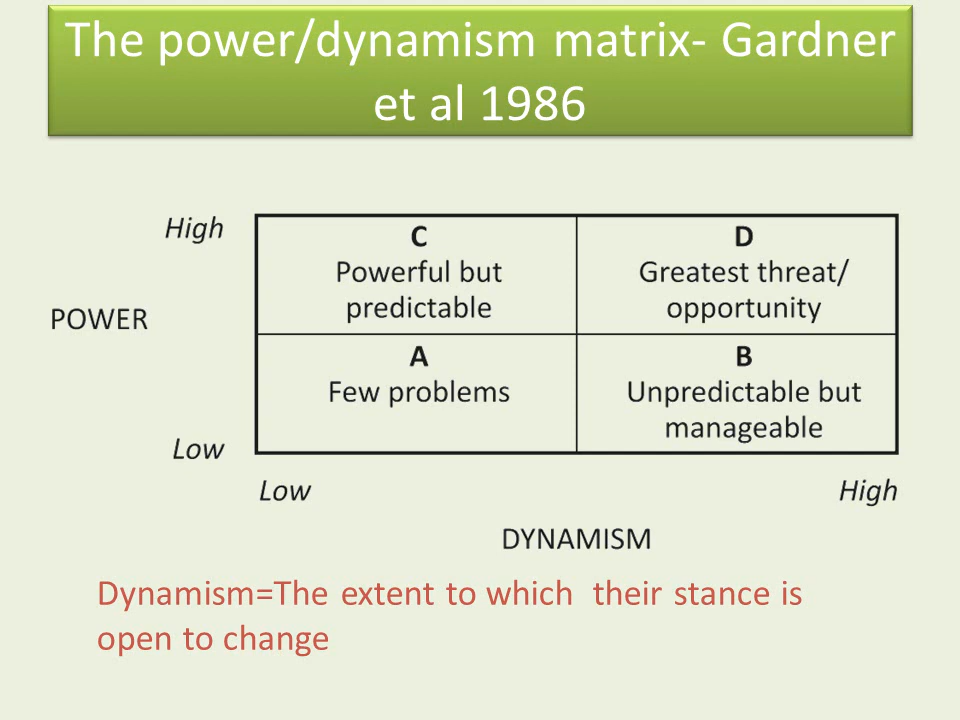 The power/dynamism matrix- Gardner
et al 1986
High
POWER
Low
C
Powerful but
predictable
D
Greatest threat/
opportunity
A
Few problems
B
Unpredictable but
manageable
Low
High
DYNAMISM
Dynamism=The extent to which  their stance is
open to change